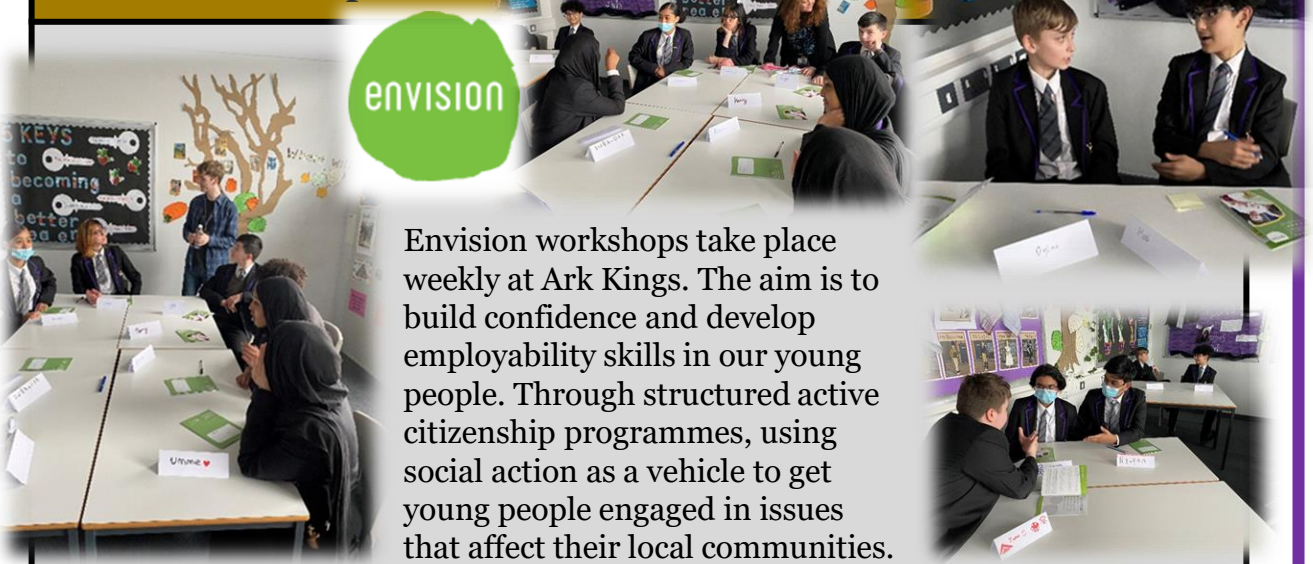 envision
5 KEYS
to
becoming
a
better
Umme
Envision workshops take place
weekly at Ark Kings. The aim is to
build confidence and develop
employability skills in our young
people. Through structured active
citizenship programmes, using
social action as a vehicle to get
young people engaged in issues
that affect their local communities.